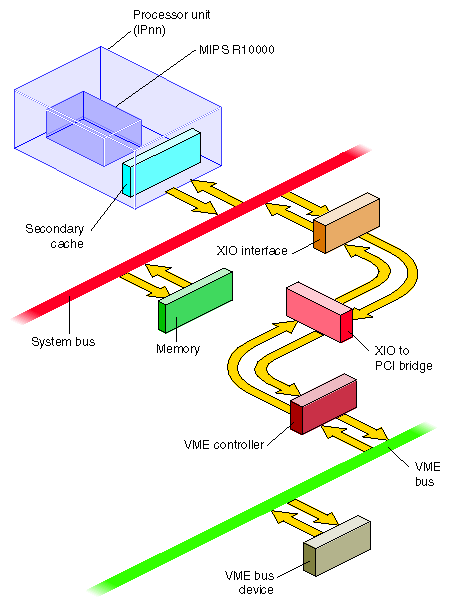 Processor unit
(IPnn)
MIPS R10000
Secondary
cache
XIO interface
System bus
Memory
XIO to
PCI bridge
VME controller
VME
bus
VME bus
device